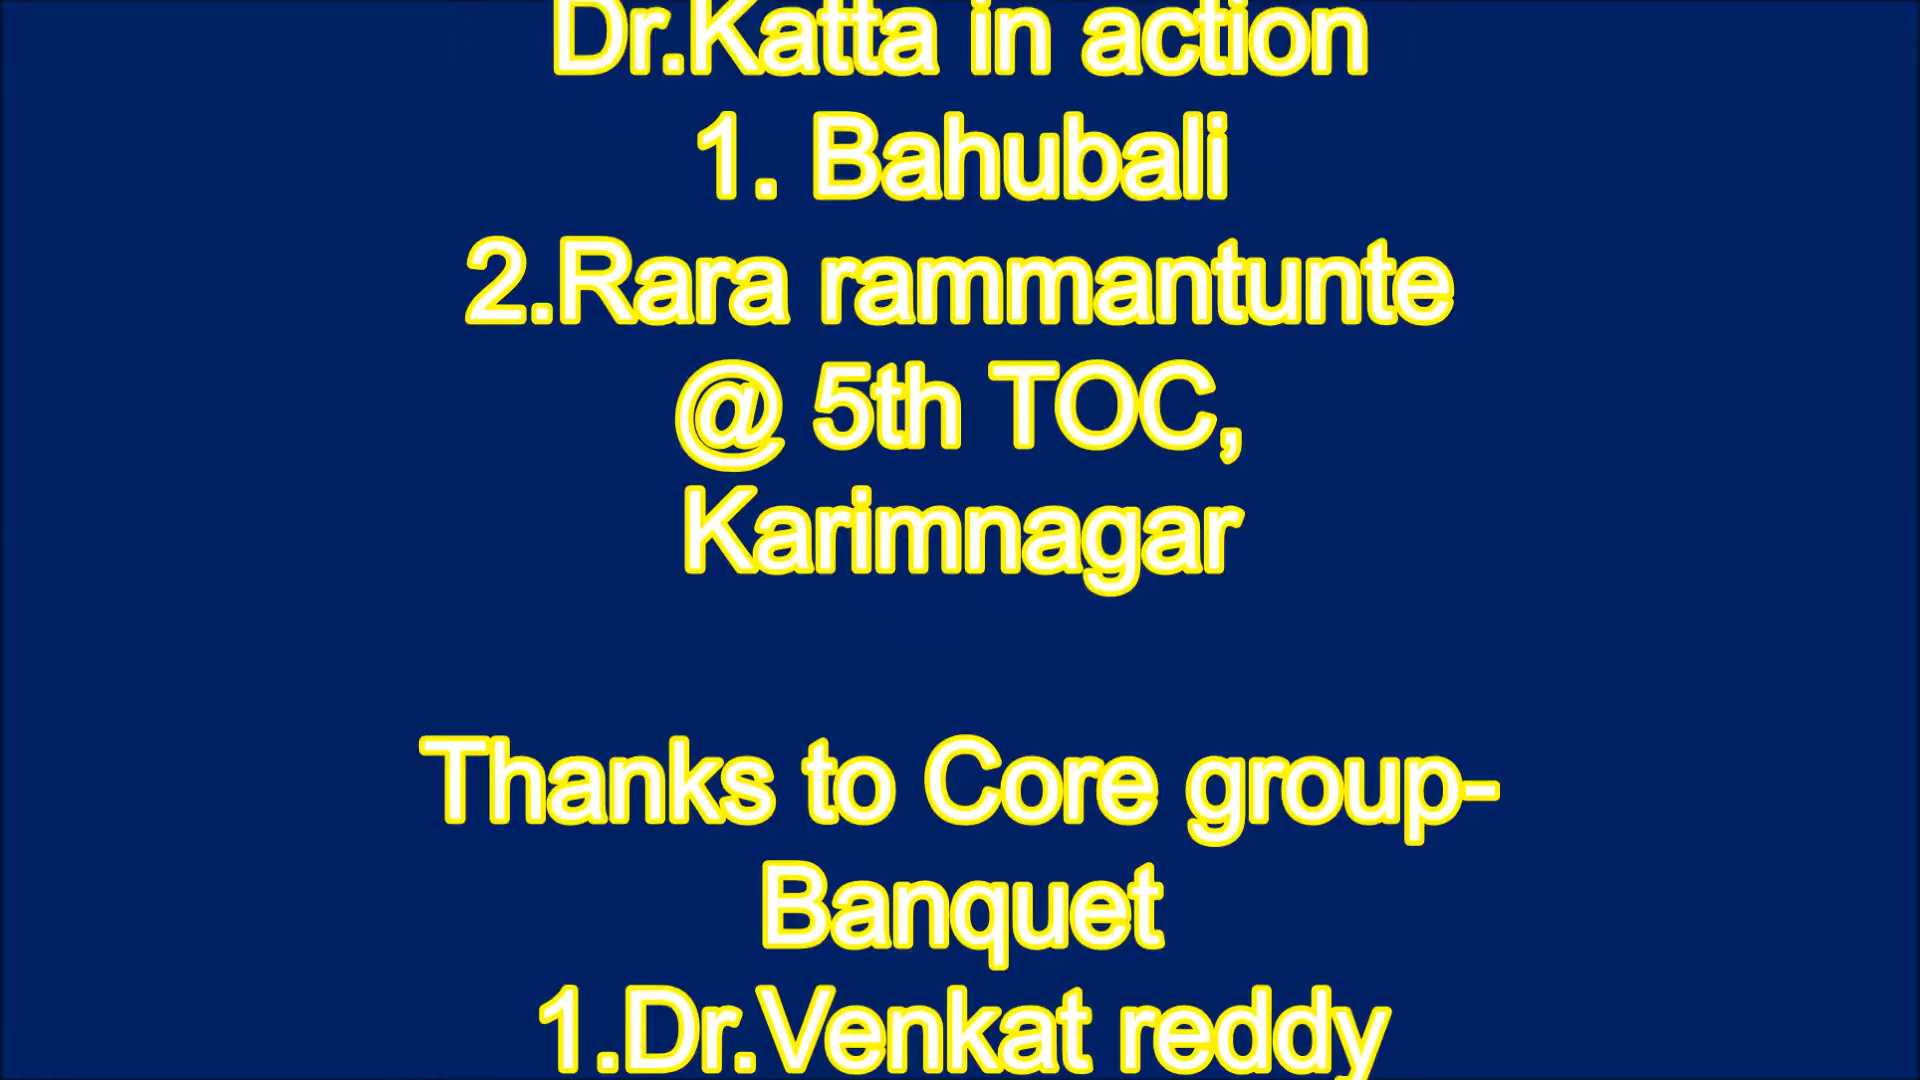 Dr.Katta in action
1. Bahubali
2.Rara rammantunte
@ 5th TOC,
Karimnagar
Thanks to Core group-
Banquet
1.Dr.Venkat reddy